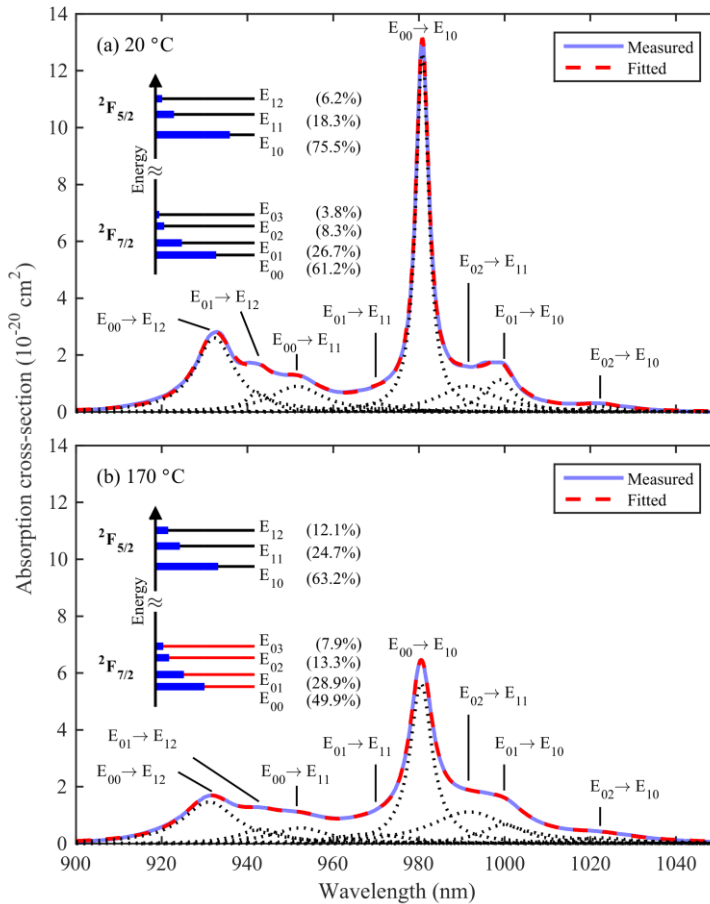 Absorption cross-section (10⁻²⁰ cm²)
14
12
10
8
6
4
2
0
(a) 20 °C
E₀₀→E₁₀
Measured
Fitted
Energy
≈
²F₅/₂
E₁₂ (6.2%)
E₁₁ (18.3%)
E₁₀ (75.5%)
²F₇/₂
E₀₃ (3.8%)
E₀₂ (8.3%)
E₀₁ (26.7%)
E₀₀ (61.2%)
E₀₀→E₁₂
E₀₁→E₁₂
E₀₀→E₁₁
E₀₁→E₁₁
E₀₂→E₁₁
E₀₁→E₁₀
E₀₂→E₁₀
14
12
10
8
6
4
2
0
(b) 170 °C
Measured
Fitted
Energy
≈
²F₅/₂
E₁₂ (12.1%)
E₁₁ (24.7%)
E₁₀ (63.2%)
²F₇/₂
E₀₃ (7.9%)
E₀₂ (13.3%)
E₀₁ (28.9%)
E₀₀ (49.9%)
E₀₀→E₁₀
E₀₂→E₁₁
E₀₁→E₁₂
E₀₁→E₁₁
E₀₁→E₁₀
E₀₀→E₁₂
E₀₀→E₁₁
E₀₂→E₁₀
900 920 940 960 980 1000 1020 1040
Wavelength (nm)